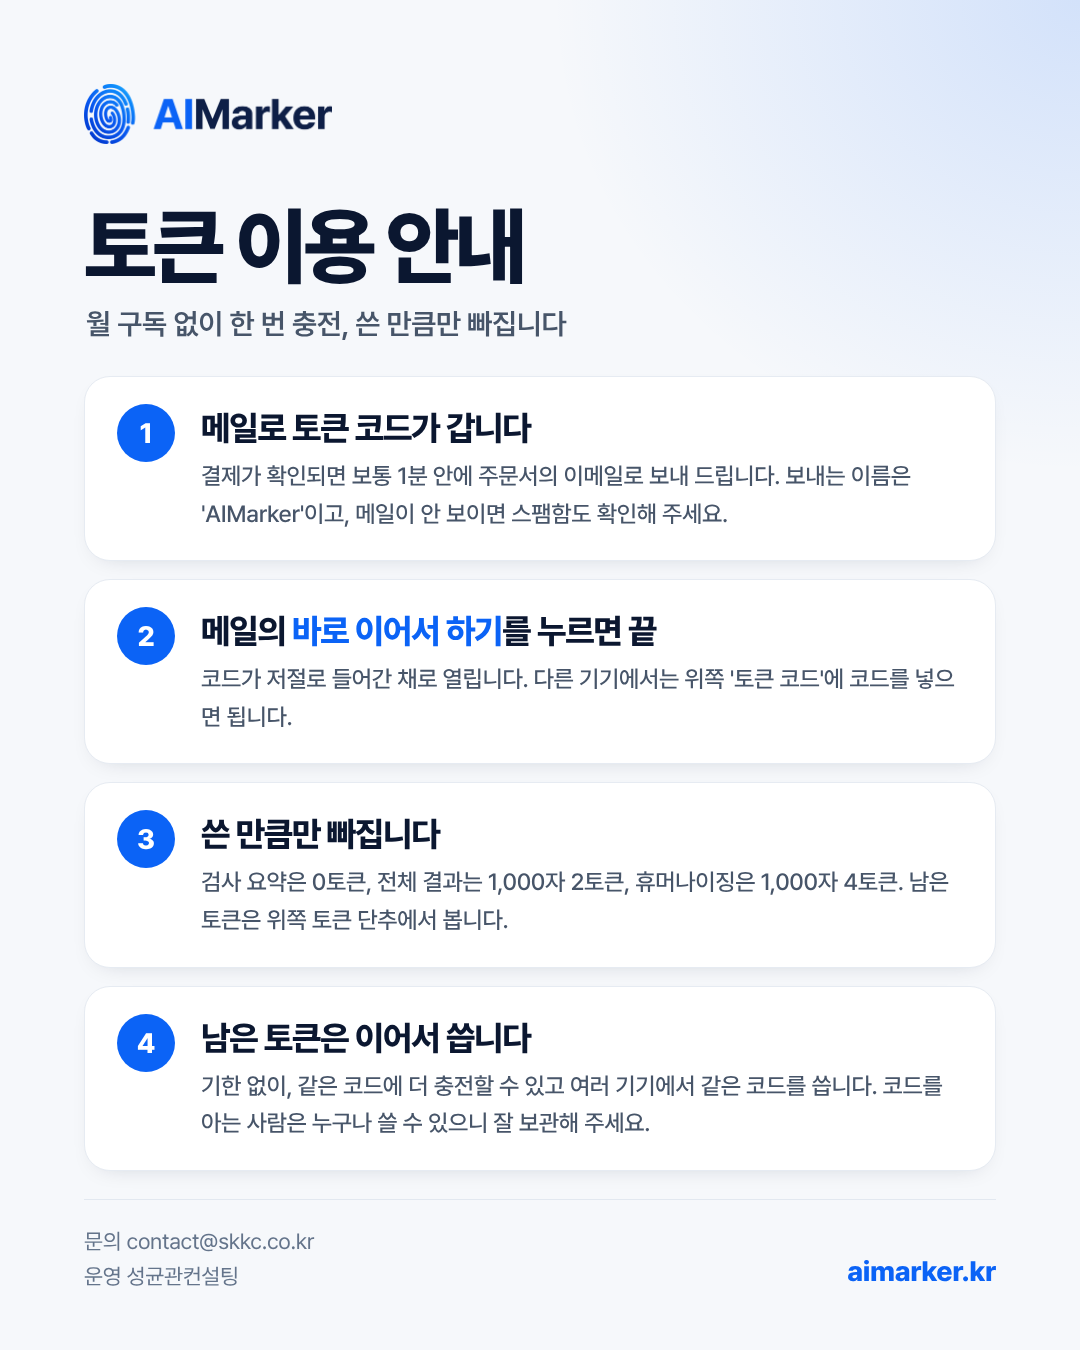 AIMarker
토큰 이용 안내
월 구독 없이 한 번 충전, 쓴 만큼만 빠집니다
1
메일로 토큰 코드가 갑니다
결제가 확인되면 보통 1분 안에 주문서의 이메일로 보내 드립니다. 보내는 이름은
'AIMarker'이고, 메일이 안 보이면 스팸함도 확인해 주세요.
2
메일의 바로 이어서 하기를 누르면 끝
코드가 저절로 들어간 채로 열립니다. 다른 기기에서는 위쪽 '토큰 코드'에 코드를 넣으
면 됩니다.
3
쓴 만큼만 빠집니다
검사 요약은 0토큰, 전체 결과는 1,000자 2토큰, 휴머나이징은 1,000자 4토큰. 남은
토큰은 위쪽 토큰 단추에서 봅니다.
4
남은 토큰은 이어서 씁니다
기한 없이, 같은 코드에 더 충전할 수 있고 여러 기기에서 같은 코드를 씁니다. 코드를
아는 사람은 누구나 쓸 수 있으니 잘 보관해 주세요.
문의 contact@skkc.co.kr
운영 성균관컨설팅
aimarker.kr